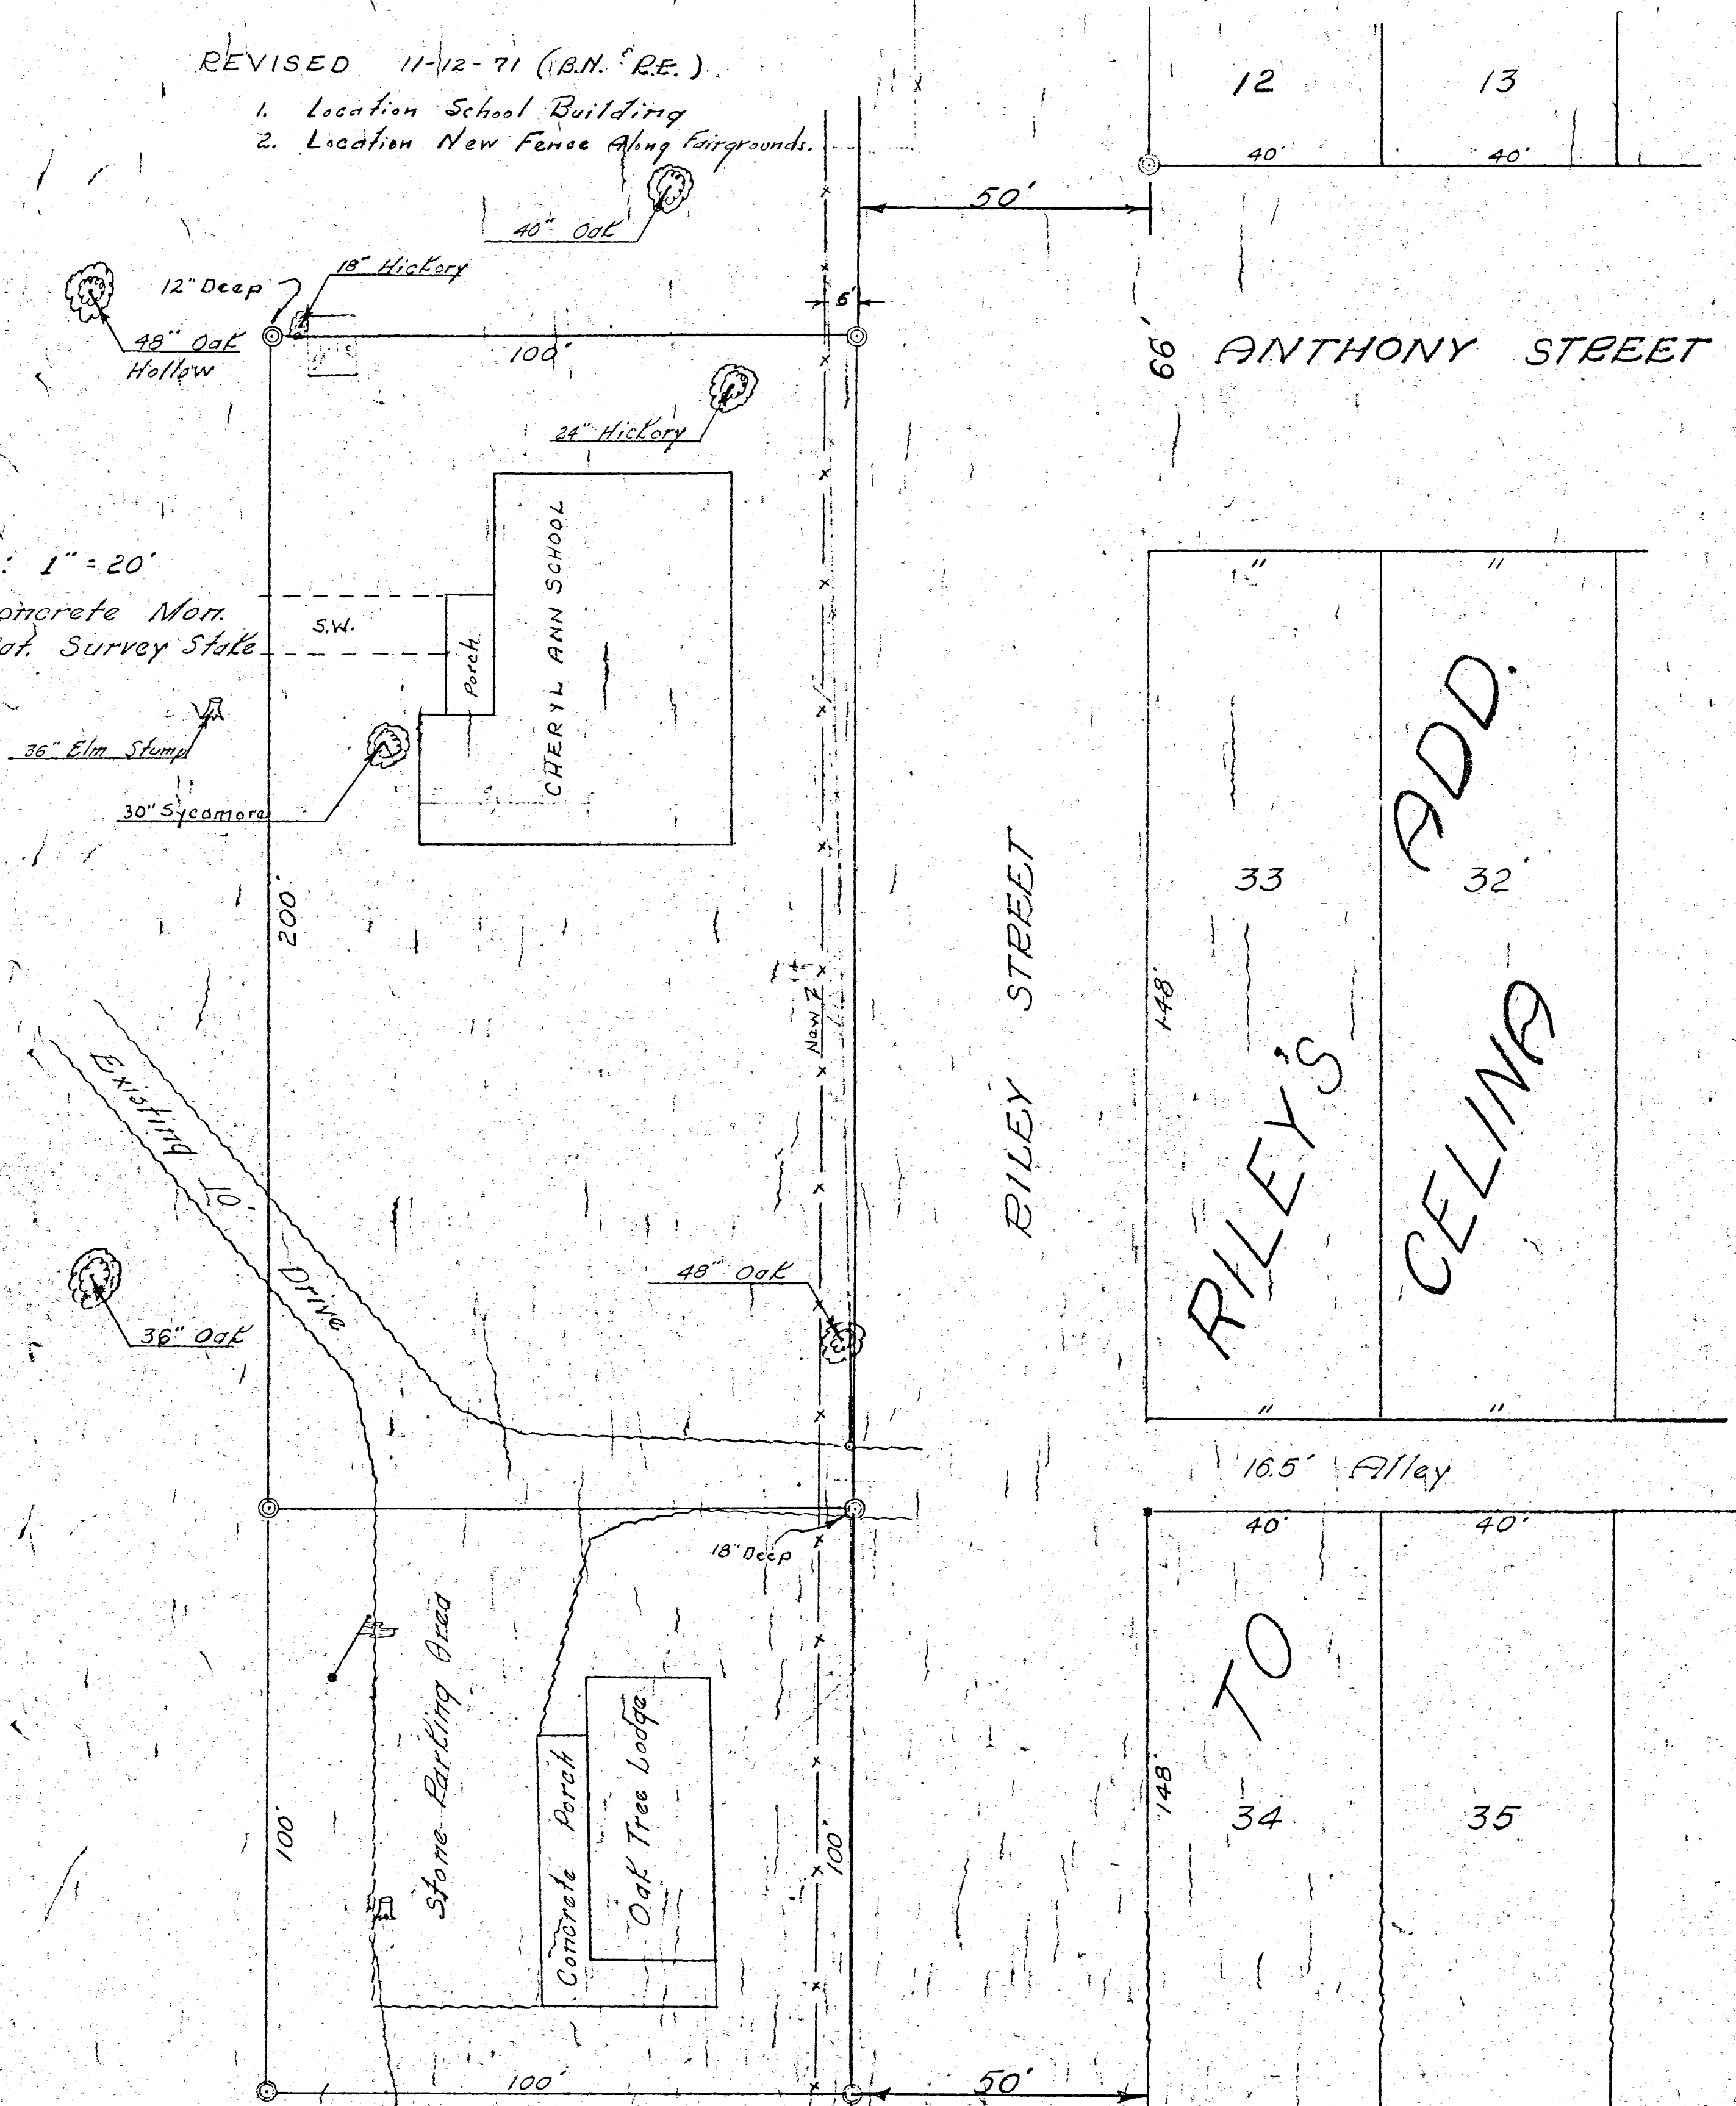 REVISED 11-12-71 (B.N. & R.E.)
1. Location School Building
2. Location New Fence Along Fairgrounds.
12
13
40'
40'
50'
40" Oak
18" Hickory
12" Deep
48" Oak
Hollow
100'
6'
66'
ANTHONY STREET
24" Hickory
: 1" = 20'
oncrete Mon.
at. Survey Stake
S.W.
Porch
CHERYL ANN SCHOOL
36" Elm Stump
30" Sycamore
200'
"
"
33
32
148'
RILEY STREET
RILEY'S ADD.
TO CELINA
Existing 10' Drive
48" Oak
36" Oak
"
"
16.5' Alley
40'
40'
18" Deep
Stone Parking Area
Concrete Porch
Oak Tree Lodge
100'
100'
148'
34
35
100'
50'